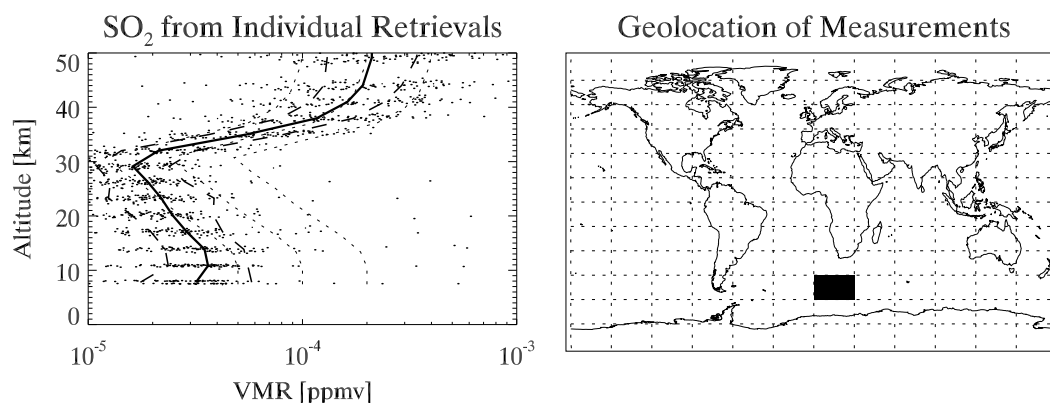 SO₂ from Individual Retrievals
Geolocation of Measurements
Altitude [km]
50
40
30
20
10
0
10⁻⁵
10⁻⁴
10⁻³
VMR [ppmv]